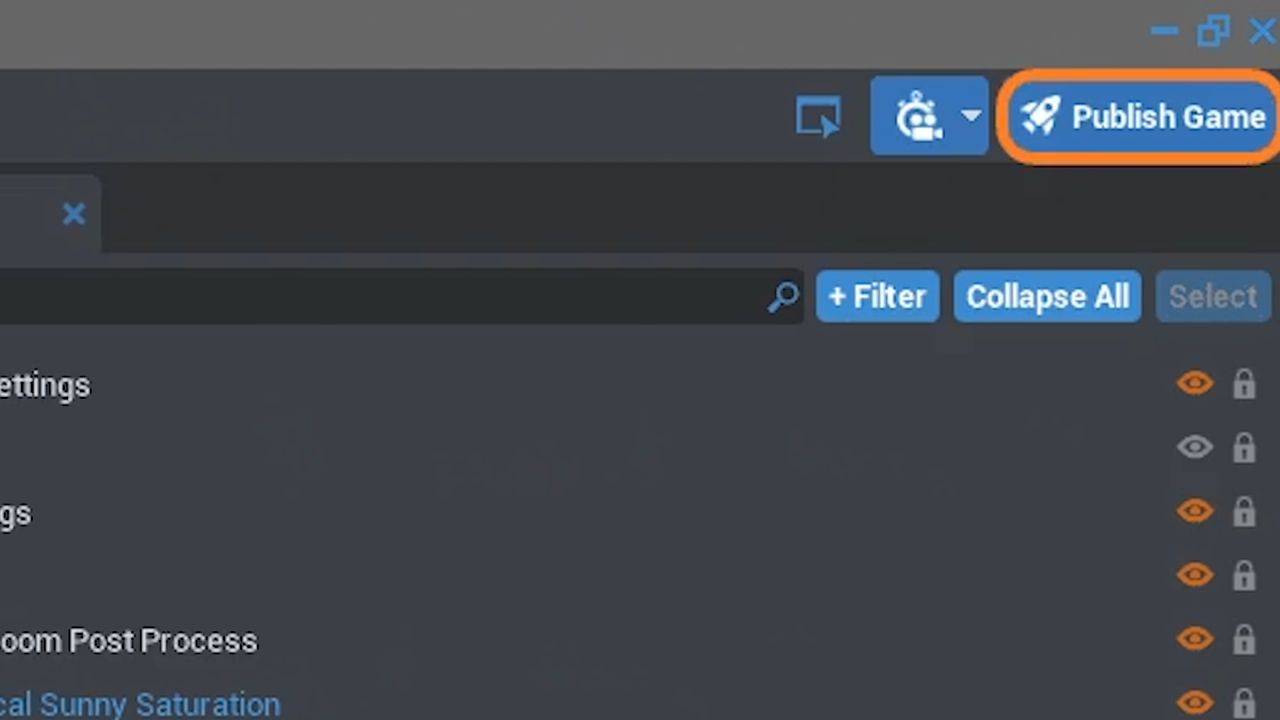 Publish Game
+ Filter Collapse All Select
ettings
gs
oom Post Process
cal Sunny Saturation